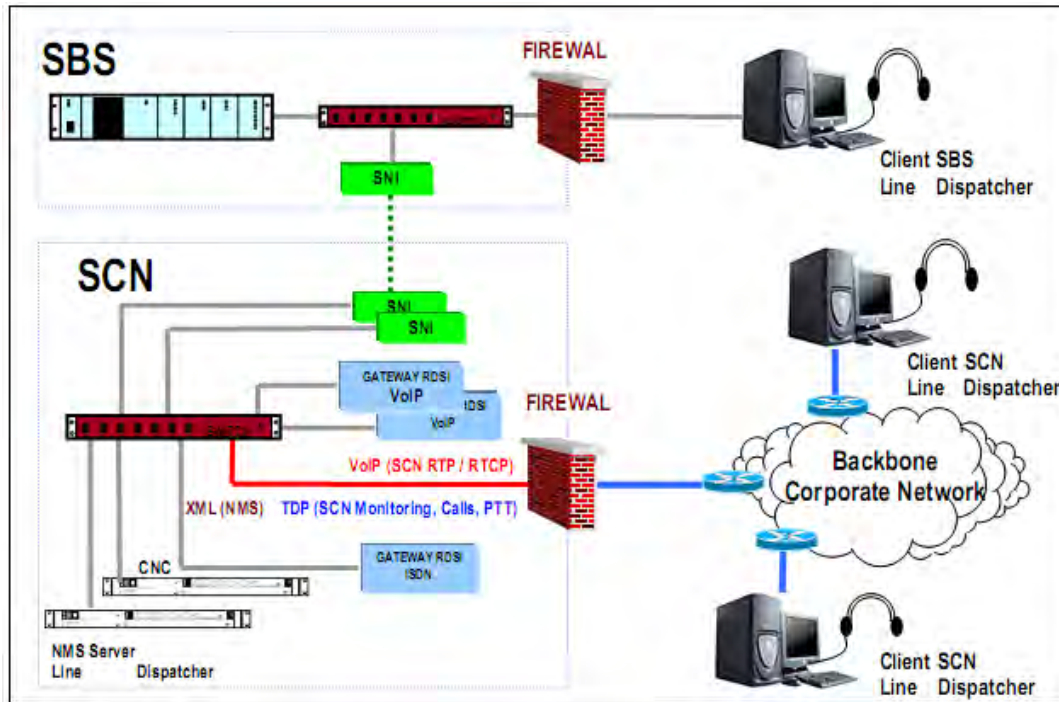 SBS
FIREWAL
SNI
Client SBS
Line Dispatcher
SCN
SNI
SNI
GATEWAY RDSI
VoIP
RDSI
VoIP
FIREWAL
Client SCN
Line Dispatcher
VoIP (SCN RTP / RTCP)
XML (NMS)
TDP (SCN Monitoring, Calls, PTT)
Backbone
Corporate Network
GATEWAY RDSI
ISDN
CNC
NMS Server
Line Dispatcher
Client SCN
Line Dispatcher